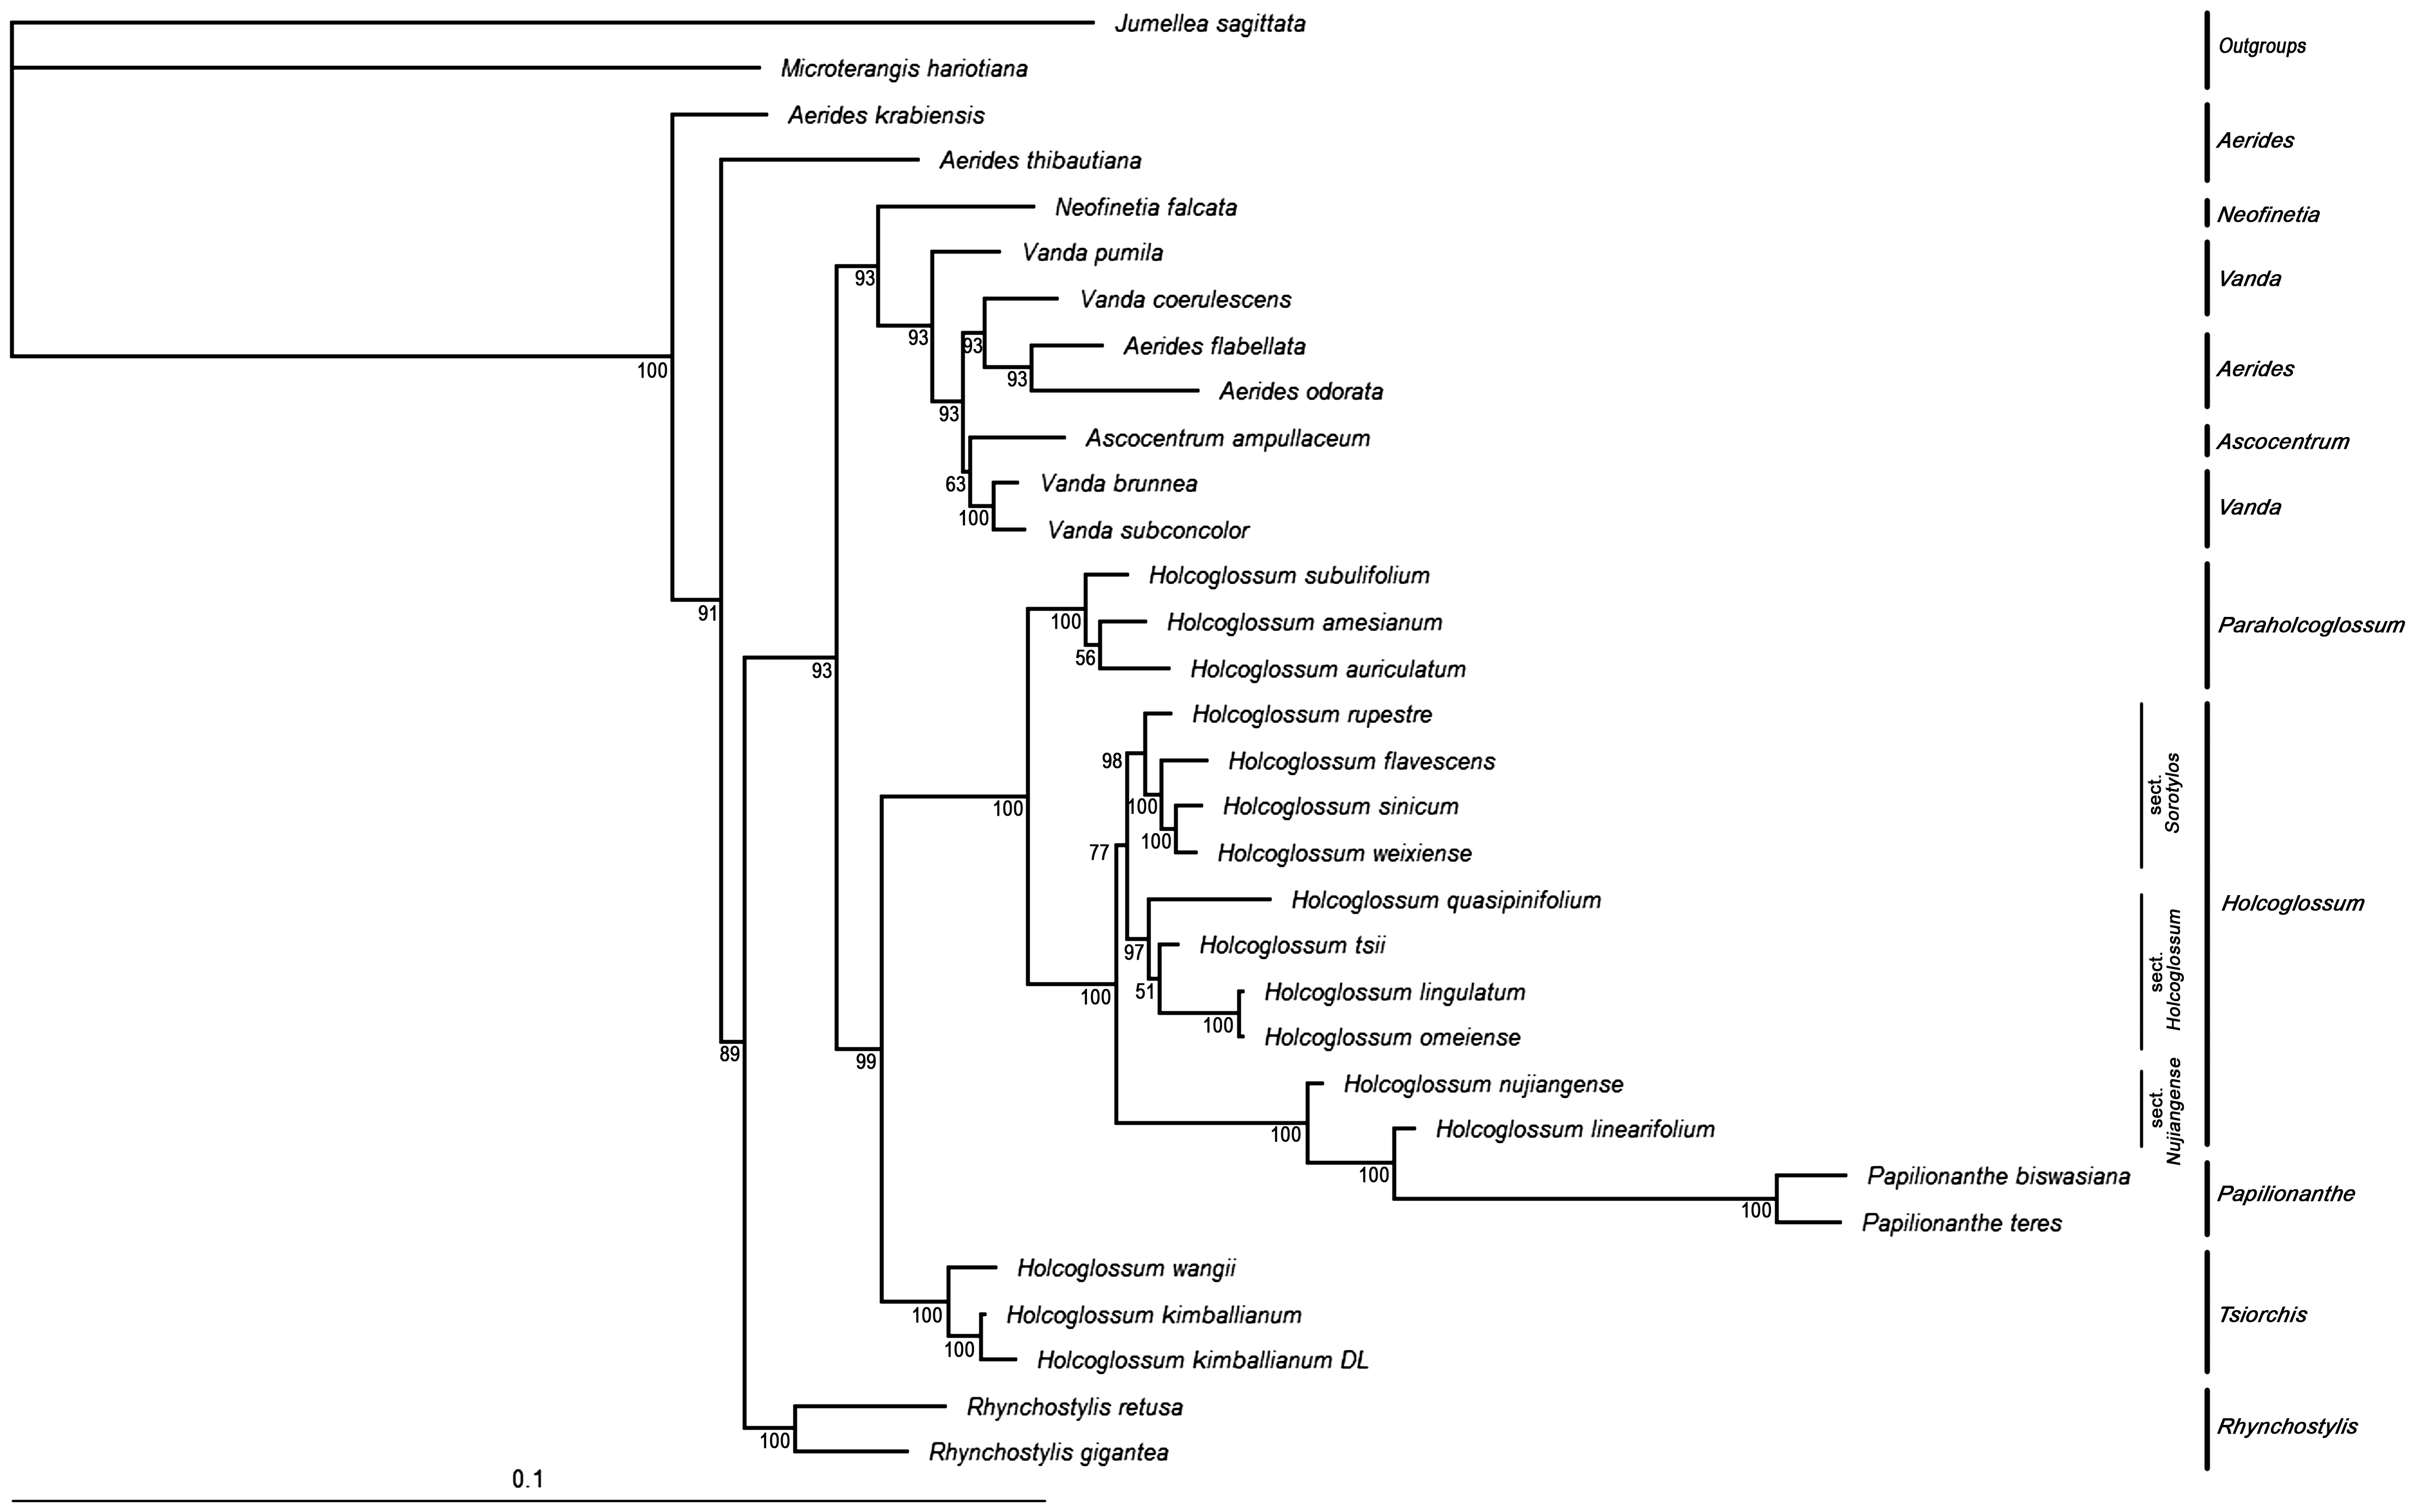 Jumellea sagittata
Outgroups
Microterangis hariotiana
Aerides krabiensis
Aerides
Aerides thibautiana
Neofinetia falcata
Neofinetia
Vanda pumila
93
Vanda
Vanda coerulescens
93
93
Aerides flabellata
100
Aerides
93
Aerides odorata
93
Ascocentrum ampullaceum
Ascocentrum
63
Vanda brunnea
Vanda
100
Vanda subconcolor
Holcoglossum subulifolium
91
100
Holcoglossum amesianum
Paraholcoglossum
56
93
Holcoglossum auriculatum
Holcoglossum rupestre
98
Holcoglossum flavescens
sect.
Sorotylos
100
100
Holcoglossum sinicum
100
77
Holcoglossum weixiense
Holcoglossum quasipinifolium
Holcoglossum
97
Holcoglossum tsii
sect.
Holcoglossum
100
51
Holcoglossum lingulatum
100
Holcoglossum omeiense
89
99
Holcoglossum nujiangense
sect.
Nujiangense
100
Holcoglossum linearifolium
100
Papilionanthe biswasiana
Papilionanthe
100
Papilionanthe teres
Holcoglossum wangii
100
Holcoglossum kimballianum
Tsiorchis
100
Holcoglossum kimballianum DL
Rhynchostylis retusa
Rhynchostylis
100
Rhynchostylis gigantea
0.1